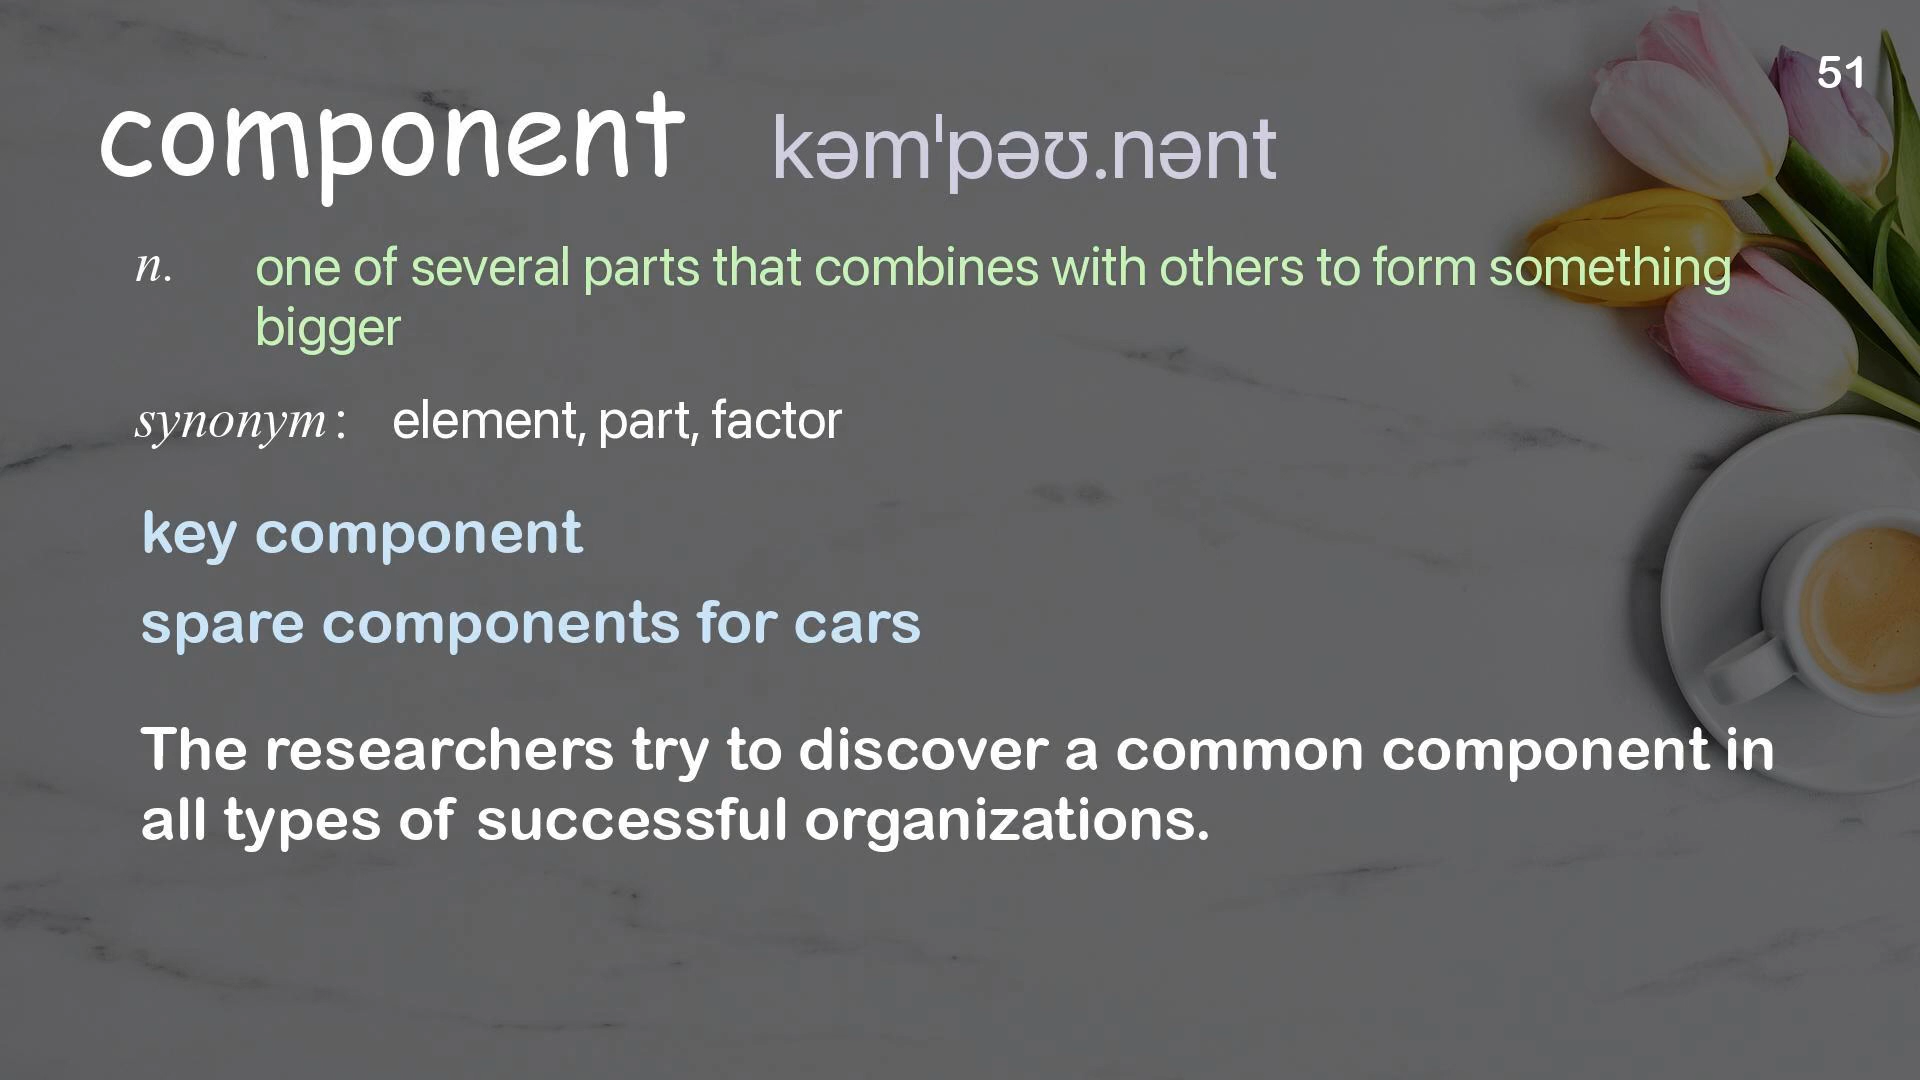 51
component kəmˈpəʊ.nənt
n. one of several parts that combines with others to form something
bigger
synonym: element, part, factor
key component
spare components for cars
The researchers try to discover a common component in
all types of successful organizations.